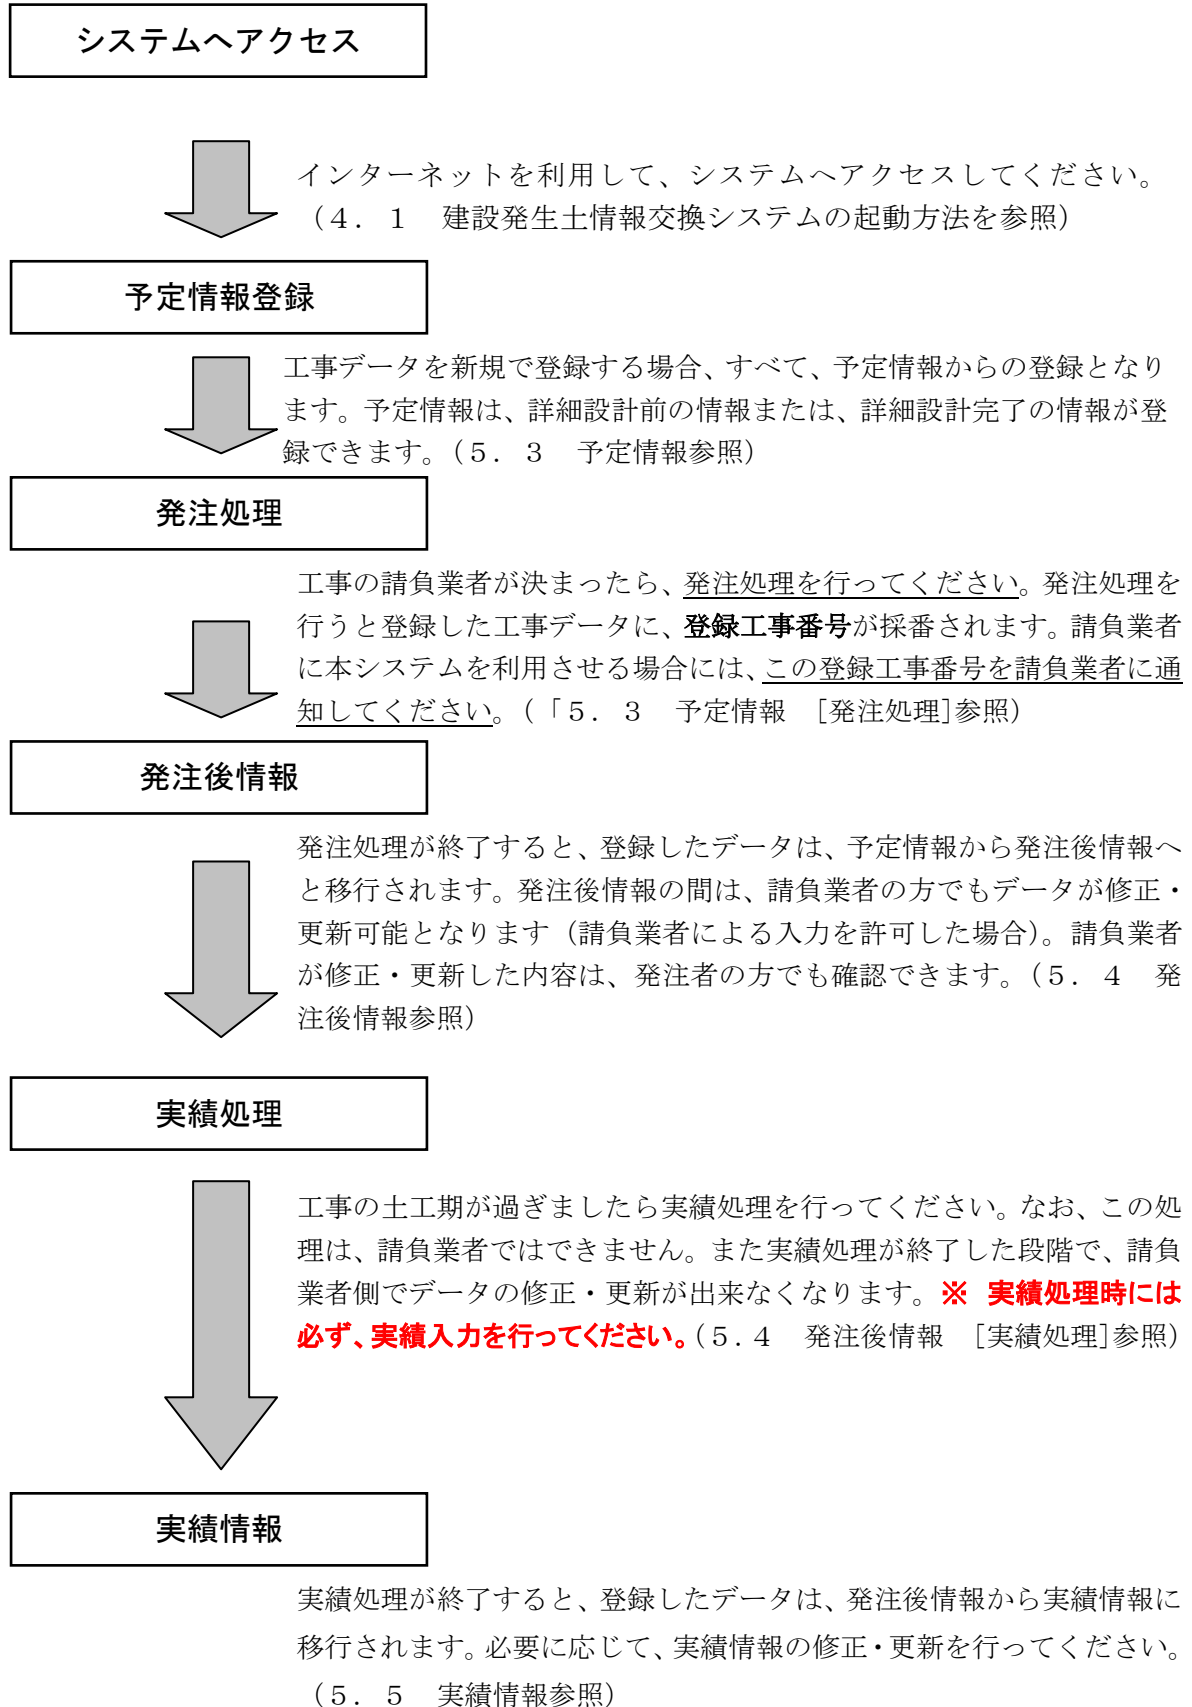 システムへアクセス
インターネットを利用して、システムへアクセスしてください。
（４．１　建設発生土情報交換システムの起動方法を参照）
予定情報登録
工事データを新規で登録する場合、すべて、予定情報からの登録となり
ます。予定情報は、詳細設計前の情報または、詳細設計完了の情報が登
録できます。（５．３　予定情報参照）
発注処理
工事の請負業者が決まったら、発注処理を行ってください。発注処理を
行うと登録した工事データに、登録工事番号が採番されます。請負業者
に本システムを利用させる場合には、この登録工事番号を請負業者に通
知してください。（「５．３　予定情報　[発注処理]参照）
発注後情報
発注処理が終了すると、登録したデータは、予定情報から発注後情報へ
と移行されます。発注後情報の間は、請負業者の方でもデータが修正・
更新可能となります（請負業者による入力を許可した場合）。請負業者
が修正・更新した内容は、発注者の方でも確認できます。（５．４　発
注後情報参照）
実績処理
工事の土工期が過ぎましたら実績処理を行ってください。なお、この処
理は、請負業者ではできません。また実績処理が終了した段階で、請負
業者側でデータの修正・更新が出来なくなります。※ 実績処理時には
必ず、実績入力を行ってください。（５.４　発注後情報　[実績処理]参照）
実績情報
実績処理が終了すると、登録したデータは、発注後情報から実績情報に
移行されます。必要に応じて、実績情報の修正・更新を行ってください。
（５．５　実績情報参照）